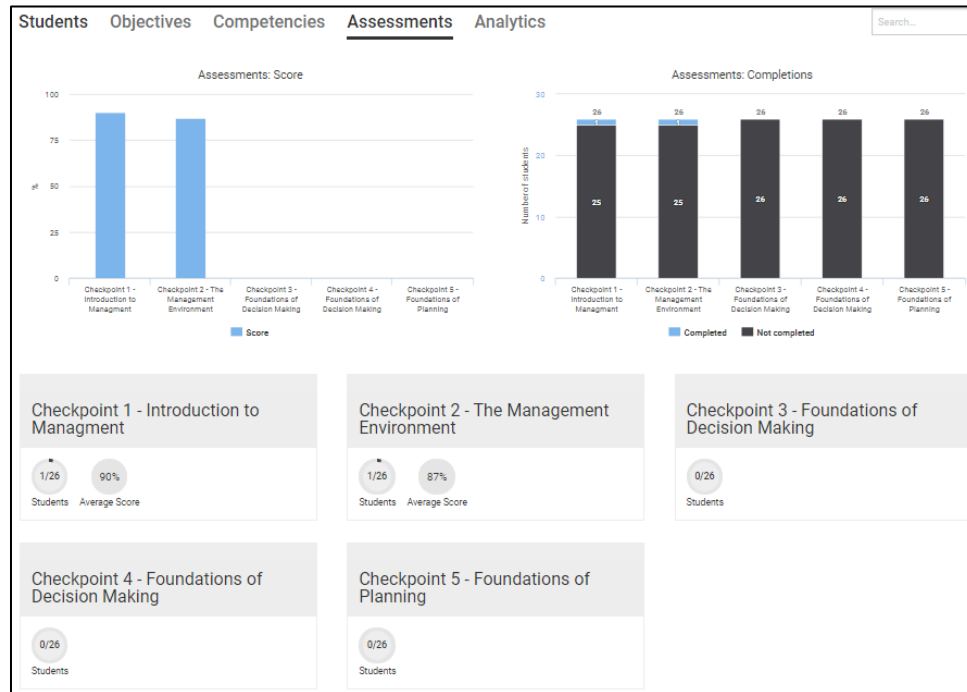 Students Objectives Competencies Assessments Analytics Search...
Assessments: Score
100
75
50
25
0
%
Checkpoint 1 -
Introduction to
Managment
Checkpoint 2 - The
Management
Environment
Checkpoint 3 -
Foundations of
Decision Making
Checkpoint 4 -
Foundations of
Decision Making
Checkpoint 5 -
Foundations of
Planning
Score
Assessments: Completions
30
20
10
0
Number of students
26 26 26 26 26
1 1
25 25 26 26 26
Checkpoint 1 -
Introduction to
Managment
Checkpoint 2 - The
Management
Environment
Checkpoint 3 -
Foundations of
Decision Making
Checkpoint 4 -
Foundations of
Decision Making
Checkpoint 5 -
Foundations of
Planning
Completed Not completed
Checkpoint 1 - Introduction to
Managment
1/26 90%
Students Average Score
Checkpoint 2 - The Management
Environment
1/26 87%
Students Average Score
Checkpoint 3 - Foundations of
Decision Making
0/26
Students
Checkpoint 4 - Foundations of
Decision Making
0/26
Students
Checkpoint 5 - Foundations of
Planning
0/26
Students